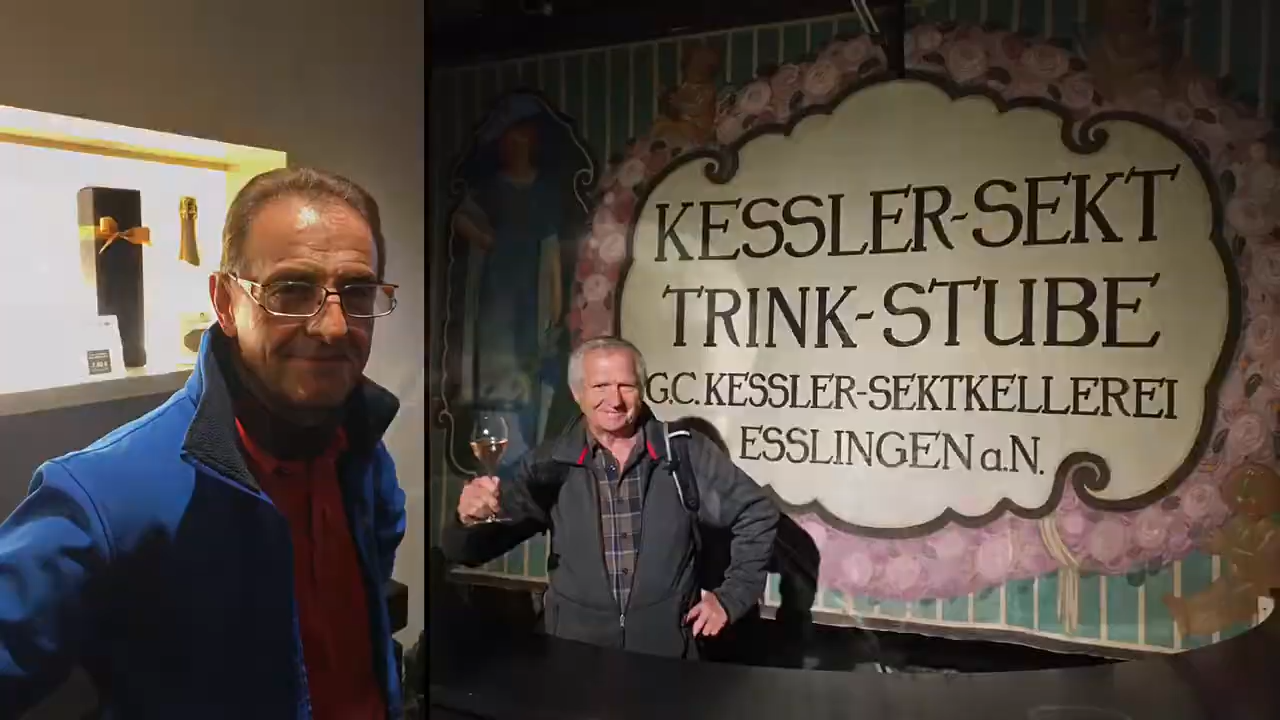 KESSLER-SEKT
TRINK-STUBE
G.C. KESSLER-SEKTKELLEREI
ESSLINGEN a.N.